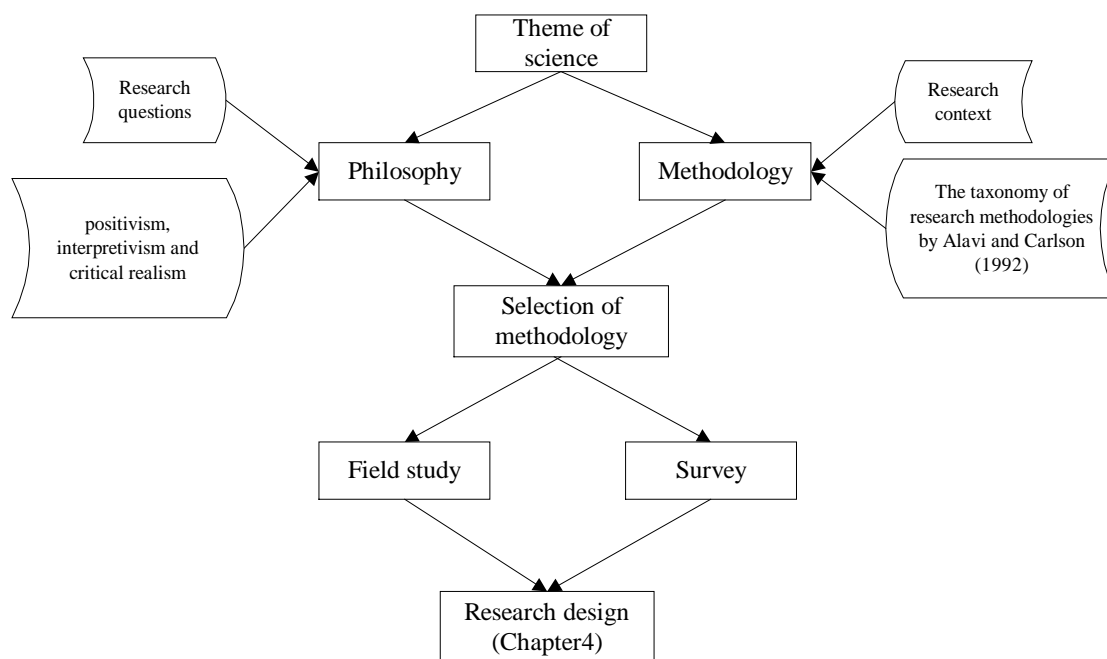 Theme of
science
Research
questions
Research
context
Philosophy
Methodology
positivism,
interpretivism and
critical realism
The taxonomy of
research methodologies
by Alavi and Carlson
(1992)
Selection of
methodology
Field study
Survey
Research design
(Chapter4)